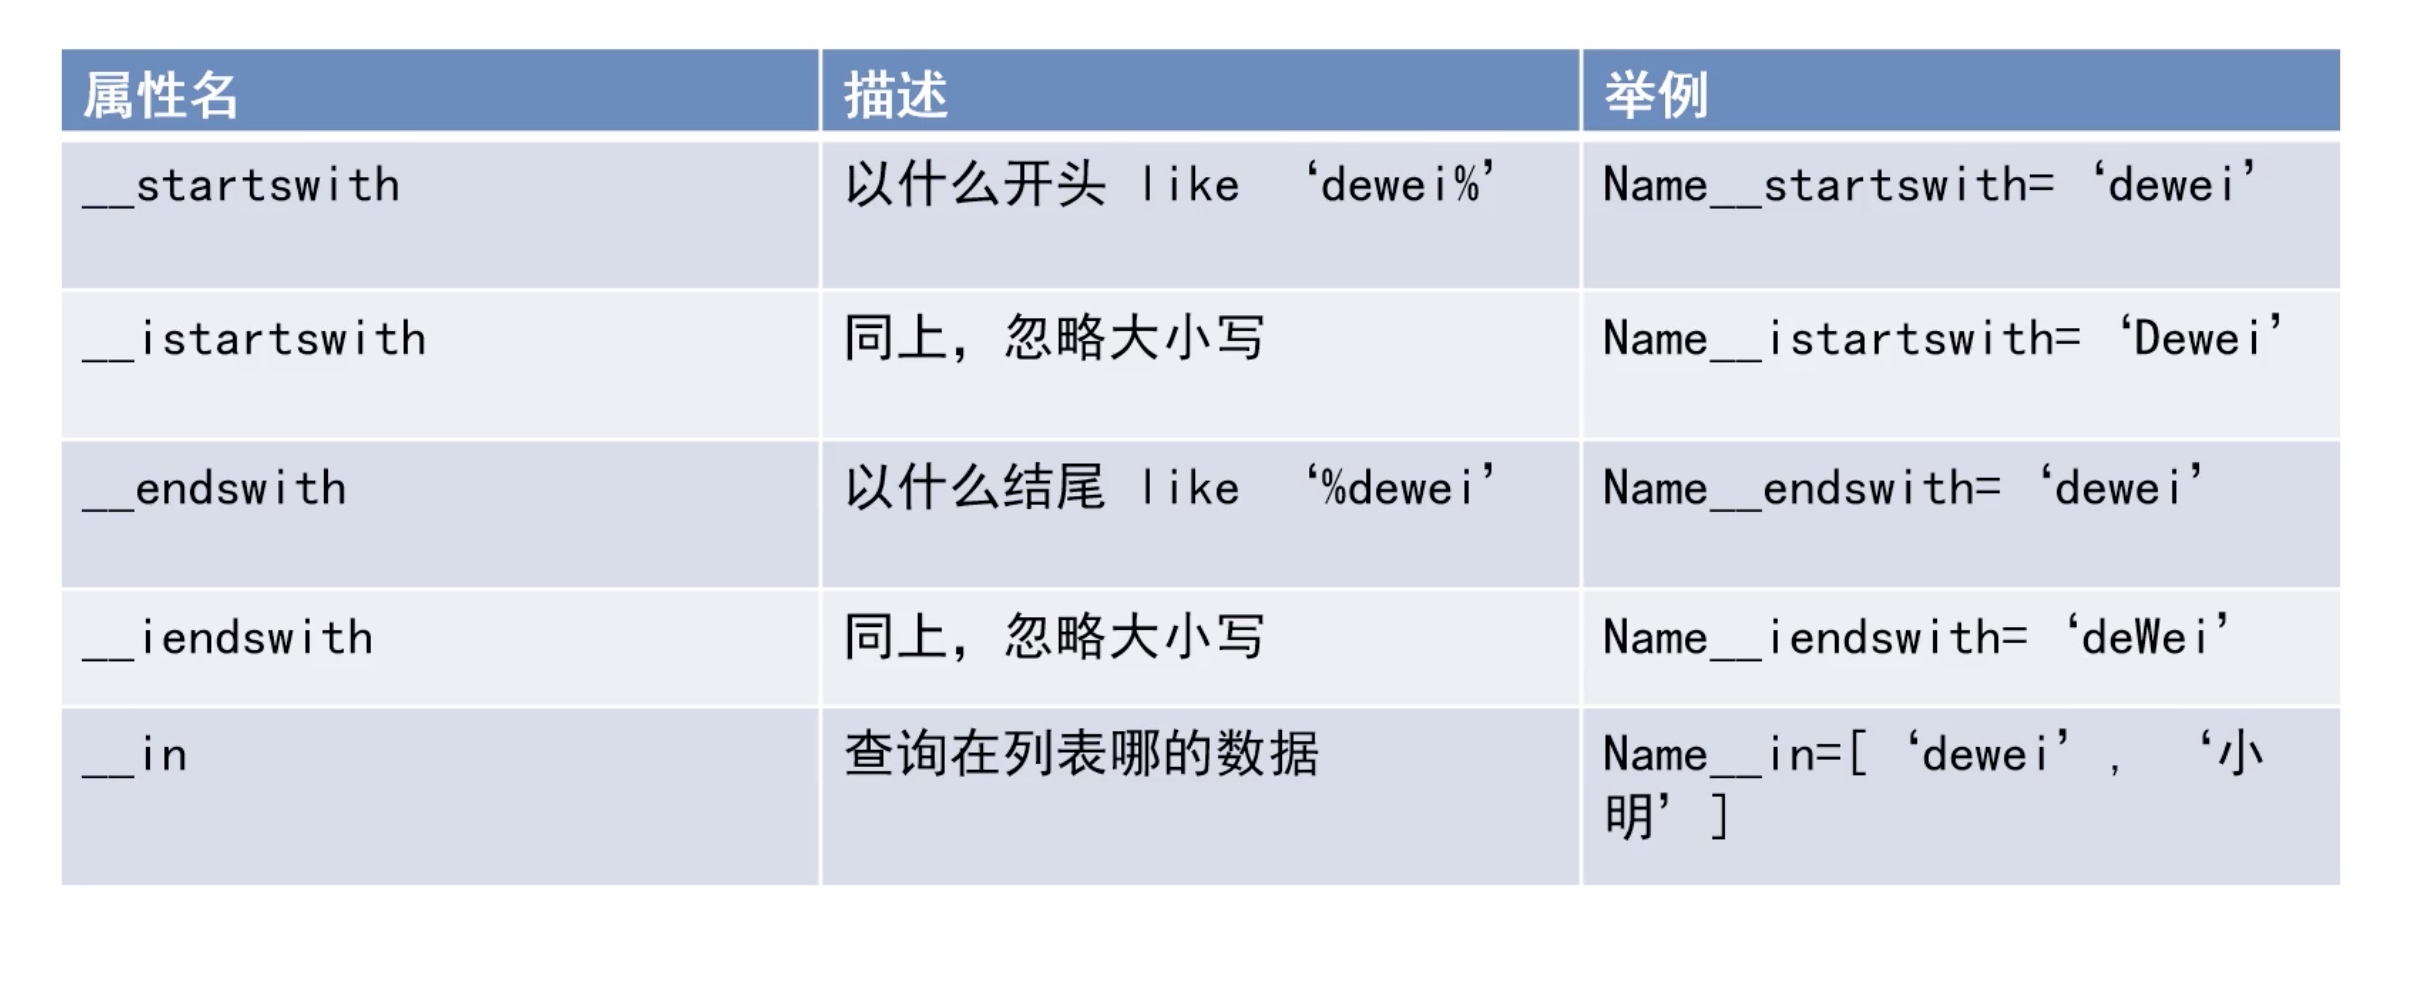 属性名 描述 举例
__startswith 以什么开头 like ‘dewei%’ Name__startswith= ‘dewei’
__istartswith 同上，忽略大小写 Name__istartswith= ‘Dewei’
__endswith 以什么结尾 like ‘%dewei’ Name__endswith= ‘dewei’
__iendswith 同上，忽略大小写 Name__iendswith= ‘deWei’
__in 查询在列表哪的数据 Name__in=[ ‘dewei’, ‘小
明’ ]